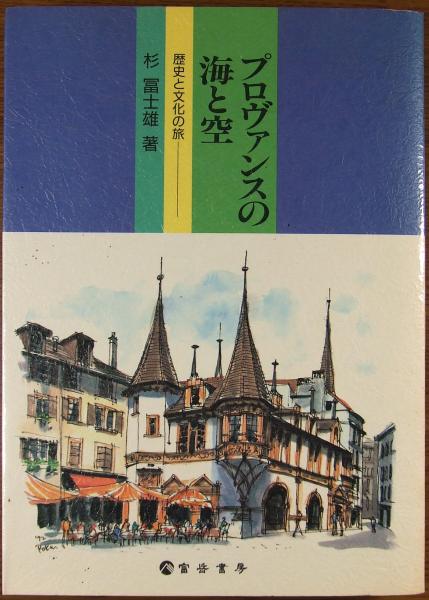 プロヴァンスの
海と空
歴史と文化の旅
杉 冨士雄 著
富岳書房